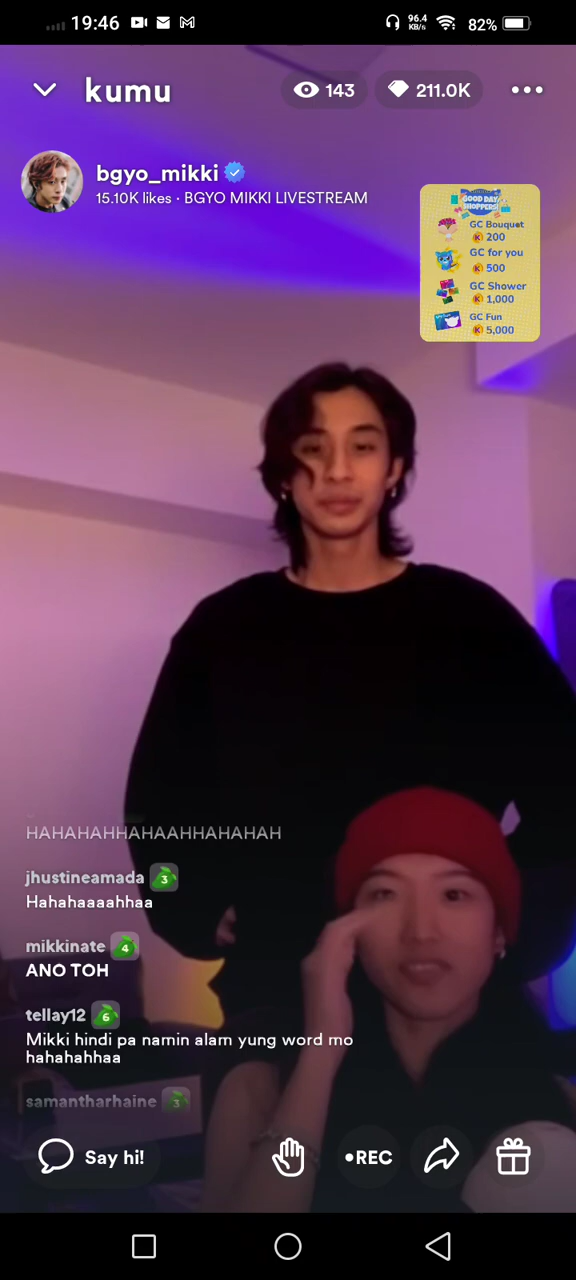 19:46
96.4
KB/s
82%
kumu
143
211.0K
bgyo_mikki
15.10K likes · BGYO MIKKI LIVESTREAM
GOOD DAY
SHOPPERS
GC Bouquet
K 200
GC for you
K 500
GC Shower
K 1,000
GC Fun
K 5,000
HAHAHAHHAHAAHHAHAHAH
jhustineamada 3
Hahahaaaahhaa
mikkinate 4
ANO TOH
tellay12 6
Mikki hindi pa namin alam yung word mo
hahahahhaa
samantharhaine 3
Say hi!
•REC